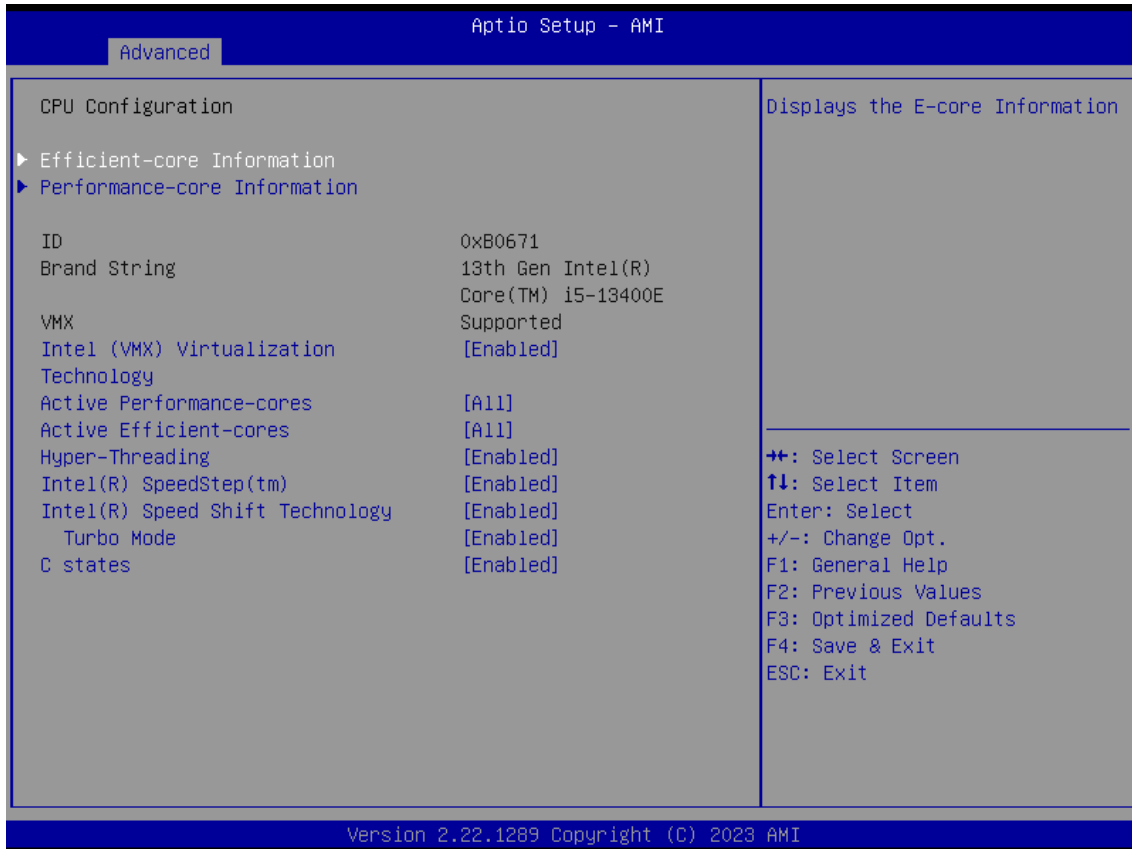 Aptio Setup – AMI
Advanced
CPU Configuration
Efficient-core Information
Performance-core Information
ID 0xB0671
Brand String 13th Gen Intel(R)
Core(TM) i5-13400E
VMX Supported
Intel (VMX) Virtualization [Enabled]
Technology
Active Performance-cores [All]
Active Efficient-cores [All]
Hyper-Threading [Enabled]
Intel(R) SpeedStep(tm) [Enabled]
Intel(R) Speed Shift Technology [Enabled]
Turbo Mode [Enabled]
C states [Enabled]
Displays the E-core Information
→←: Select Screen
↑↓: Select Item
Enter: Select
+/-: Change Opt.
F1: General Help
F2: Previous Values
F3: Optimized Defaults
F4: Save & Exit
ESC: Exit
Version 2.22.1289 Copyright (C) 2023 AMI